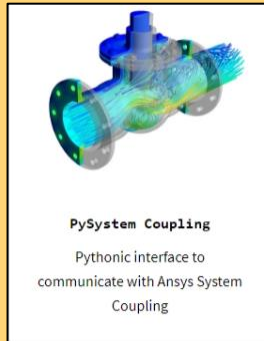 PySystem Coupling
Pythonic interface to
communicate with Ansys System
Coupling